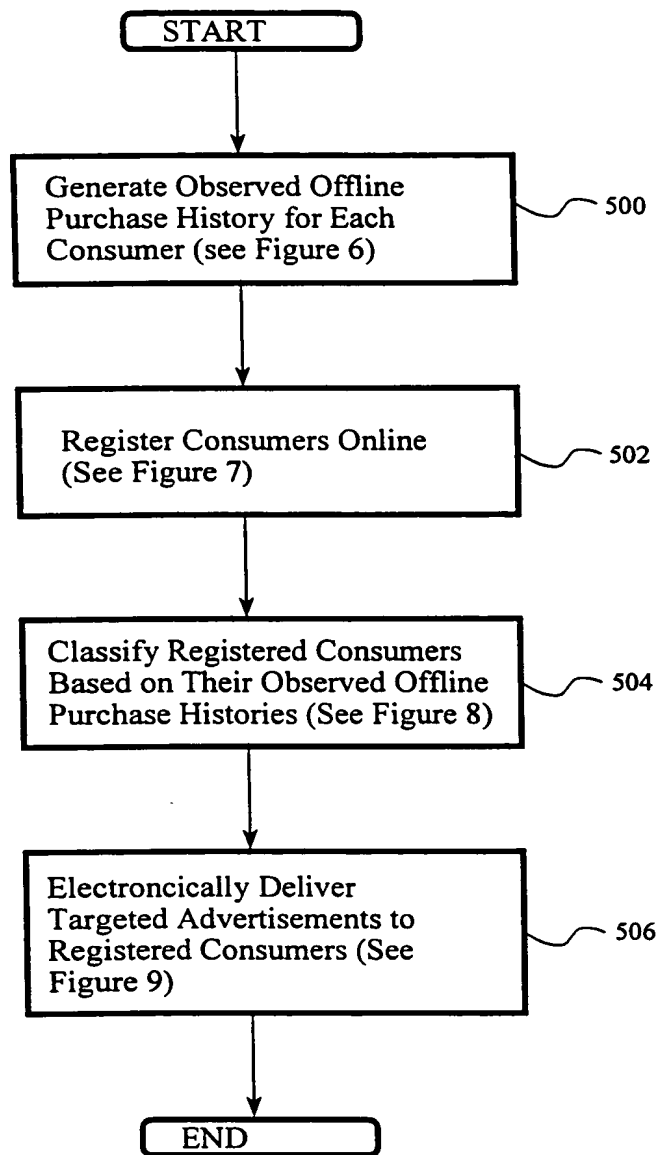 START
Generate Observed Offline
Purchase History for Each
Consumer (see Figure 6)
500
Register Consumers Online
(See Figure 7)
502
Classify Registered Consumers
Based on Their Observed Offline
Purchase Histories (See Figure 8)
504
Electroncically Deliver
Targeted Advertisements to
Registered Consumers (See
Figure 9)
506
END